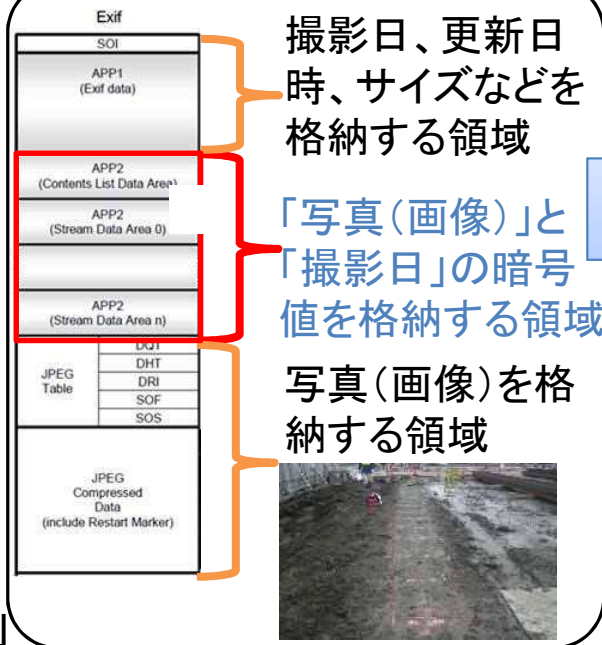 Exif
SOI
APP1
(Exif data)
APP2
(Contents List Data Area)
APP2
(Stream Data Area 0)
APP2
(Stream Data Area n)
JPEG
Table
DQT
DHT
DRI
SOF
SOS
JPEG
Compressed
Data
(include Restart Marker)
撮影日、更新日
時、サイズなどを
格納する領域
「写真(画像)」と
「撮影日」の暗号
値を格納する領域
写真(画像)を格
納する領域